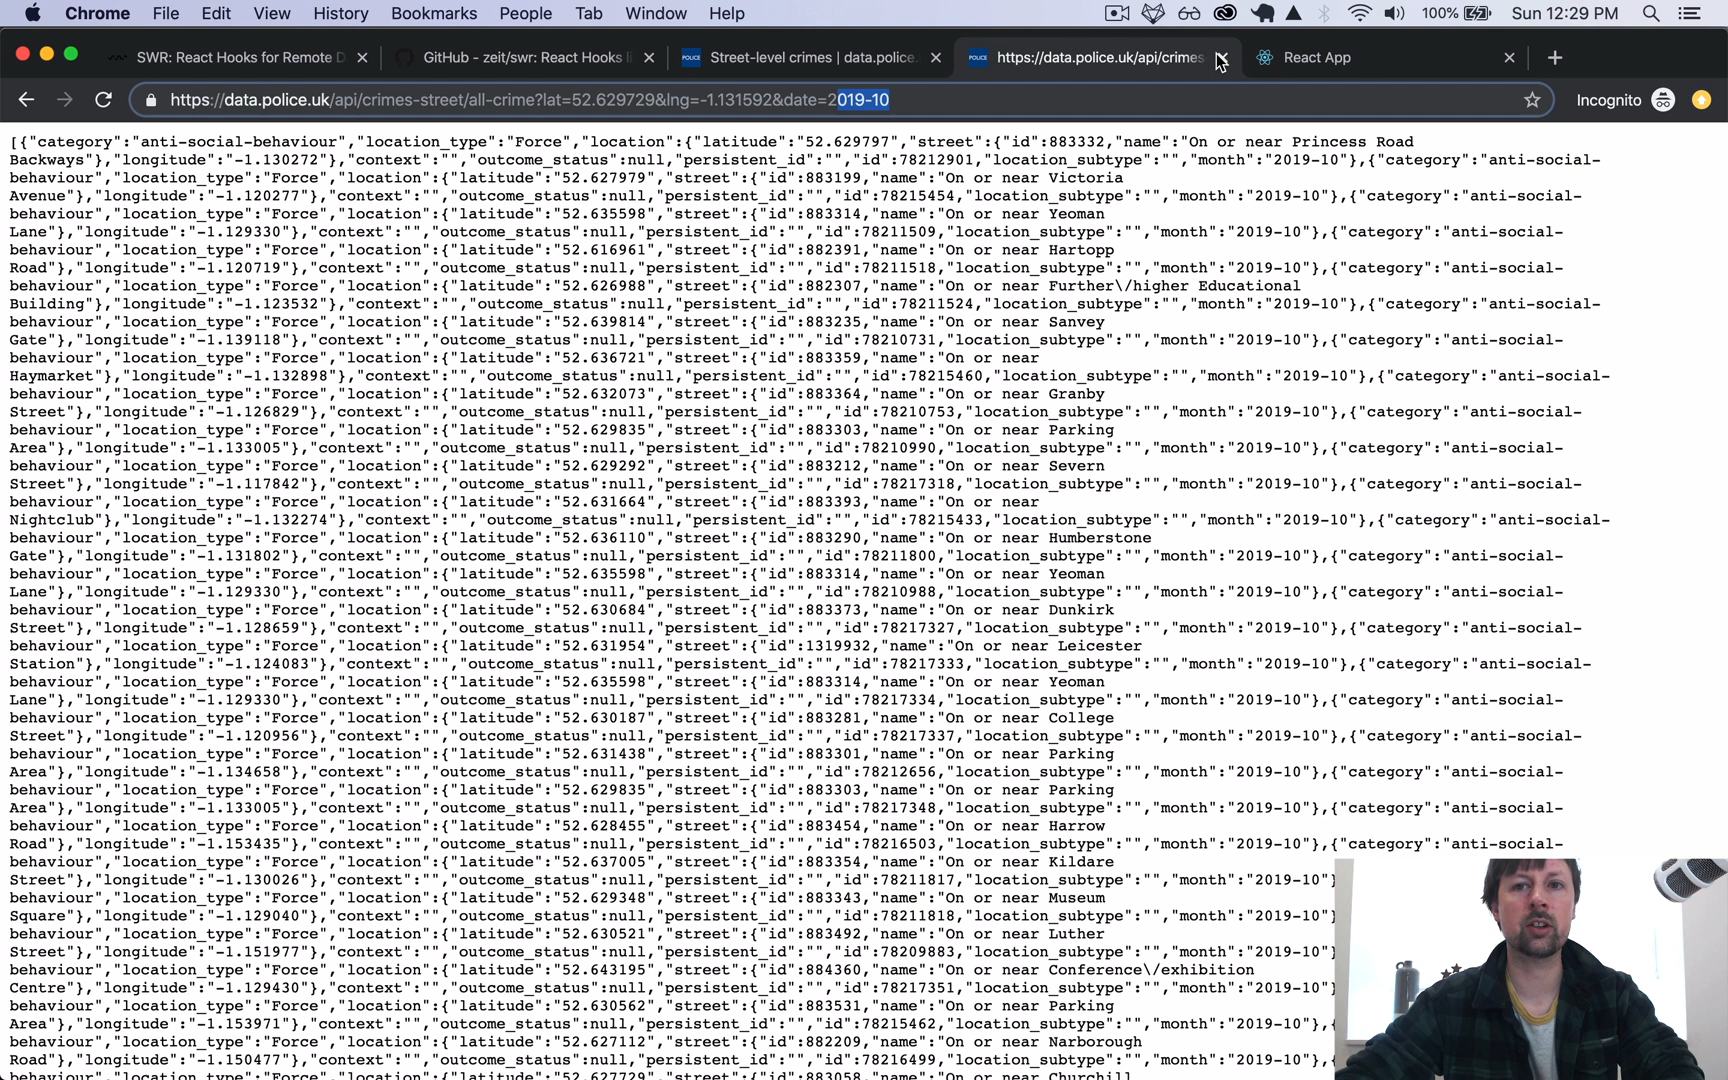 Chrome File Edit View History Bookmarks People Tab Window Help 100% Sun 12:29 PM
SWR: React Hooks for Remote D
GitHub - zeit/swr: React Hooks li
POLICE Street-level crimes | data.police.
POLICE https://data.police.uk/api/crimes
React App
https://data.police.uk/api/crimes-street/all-crime?lat=52.629729&lng=-1.131592&date=2019-10 Incognito
[{"category":"anti-social-behaviour","location_type":"Force","location":{"latitude":"52.629797","street":{"id":883332,"name":"On or near Princess Road
Backways"},"longitude":"-1.130272"},"context":"","outcome_status":null,"persistent_id":"","id":78212901,"location_subtype":"","month":"2019-10"},{"category":"anti-social-
behaviour","location_type":"Force","location":{"latitude":"52.627979","street":{"id":883199,"name":"On or near Victoria
Avenue"},"longitude":"-1.120277"},"context":"","outcome_status":null,"persistent_id":"","id":78215454,"location_subtype":"","month":"2019-10"},{"category":"anti-social-
behaviour","location_type":"Force","location":{"latitude":"52.635598","street":{"id":883314,"name":"On or near Yeoman
Lane"},"longitude":"-1.129330"},"context":"","outcome_status":null,"persistent_id":"","id":78211509,"location_subtype":"","month":"2019-10"},{"category":"anti-social-
behaviour","location_type":"Force","location":{"latitude":"52.616961","street":{"id":882391,"name":"On or near Hartopp
Road"},"longitude":"-1.120719"},"context":"","outcome_status":null,"persistent_id":"","id":78211518,"location_subtype":"","month":"2019-10"},{"category":"anti-social-
behaviour","location_type":"Force","location":{"latitude":"52.626988","street":{"id":882307,"name":"On or near Further\/higher Educational
Building"},"longitude":"-1.123532"},"context":"","outcome_status":null,"persistent_id":"","id":78211524,"location_subtype":"","month":"2019-10"},{"category":"anti-social-
behaviour","location_type":"Force","location":{"latitude":"52.639814","street":{"id":883235,"name":"On or near Sanvey
Gate"},"longitude":"-1.139118"},"context":"","outcome_status":null,"persistent_id":"","id":78210731,"location_subtype":"","month":"2019-10"},{"category":"anti-social-
behaviour","location_type":"Force","location":{"latitude":"52.636721","street":{"id":883359,"name":"On or near
Haymarket"},"longitude":"-1.132898"},"context":"","outcome_status":null,"persistent_id":"","id":78215460,"location_subtype":"","month":"2019-10"},{"category":"anti-social-
behaviour","location_type":"Force","location":{"latitude":"52.632073","street":{"id":883364,"name":"On or near Granby
Street"},"longitude":"-1.126829"},"context":"","outcome_status":null,"persistent_id":"","id":78210753,"location_subtype":"","month":"2019-10"},{"category":"anti-social-
behaviour","location_type":"Force","location":{"latitude":"52.629835","street":{"id":883303,"name":"On or near Parking
Area"},"longitude":"-1.133005"},"context":"","outcome_status":null,"persistent_id":"","id":78210990,"location_subtype":"","month":"2019-10"},{"category":"anti-social-
behaviour","location_type":"Force","location":{"latitude":"52.629292","street":{"id":883212,"name":"On or near Severn
Street"},"longitude":"-1.117842"},"context":"","outcome_status":null,"persistent_id":"","id":78217318,"location_subtype":"","month":"2019-10"},{"category":"anti-social-
behaviour","location_type":"Force","location":{"latitude":"52.631664","street":{"id":883393,"name":"On or near
Nightclub"},"longitude":"-1.132274"},"context":"","outcome_status":null,"persistent_id":"","id":78215433,"location_subtype":"","month":"2019-10"},{"category":"anti-social-
behaviour","location_type":"Force","location":{"latitude":"52.636110","street":{"id":883290,"name":"On or near Humberstone
Gate"},"longitude":"-1.131802"},"context":"","outcome_status":null,"persistent_id":"","id":78211800,"location_subtype":"","month":"2019-10"},{"category":"anti-social-
behaviour","location_type":"Force","location":{"latitude":"52.635598","street":{"id":883314,"name":"On or near Yeoman
Lane"},"longitude":"-1.129330"},"context":"","outcome_status":null,"persistent_id":"","id":78210988,"location_subtype":"","month":"2019-10"},{"category":"anti-social-
behaviour","location_type":"Force","location":{"latitude":"52.630684","street":{"id":883373,"name":"On or near Dunkirk
Street"},"longitude":"-1.128659"},"context":"","outcome_status":null,"persistent_id":"","id":78217327,"location_subtype":"","month":"2019-10"},{"category":"anti-social-
behaviour","location_type":"Force","location":{"latitude":"52.631954","street":{"id":1319932,"name":"On or near Leicester
Station"},"longitude":"-1.124083"},"context":"","outcome_status":null,"persistent_id":"","id":78217333,"location_subtype":"","month":"2019-10"},{"category":"anti-social-
behaviour","location_type":"Force","location":{"latitude":"52.635598","street":{"id":883314,"name":"On or near Yeoman
Lane"},"longitude":"-1.129330"},"context":"","outcome_status":null,"persistent_id":"","id":78217334,"location_subtype":"","month":"2019-10"},{"category":"anti-social-
behaviour","location_type":"Force","location":{"latitude":"52.630187","street":{"id":883281,"name":"On or near College
Street"},"longitude":"-1.120956"},"context":"","outcome_status":null,"persistent_id":"","id":78217337,"location_subtype":"","month":"2019-10"},{"category":"anti-social-
behaviour","location_type":"Force","location":{"latitude":"52.631438","street":{"id":883301,"name":"On or near Parking
Area"},"longitude":"-1.134658"},"context":"","outcome_status":null,"persistent_id":"","id":78212656,"location_subtype":"","month":"2019-10"},{"category":"anti-social-
behaviour","location_type":"Force","location":{"latitude":"52.629835","street":{"id":883303,"name":"On or near Parking
Area"},"longitude":"-1.133005"},"context":"","outcome_status":null,"persistent_id":"","id":78217348,"location_subtype":"","month":"2019-10"},{"category":"anti-social-
behaviour","location_type":"Force","location":{"latitude":"52.628455","street":{"id":883454,"name":"On or near Harrow
Road"},"longitude":"-1.153435"},"context":"","outcome_status":null,"persistent_id":"","id":78216503,"location_subtype":"","month":"2019-10"},{"category":"anti-social-
behaviour","location_type":"Force","location":{"latitude":"52.637005","street":{"id":883354,"name":"On or near Kildare
Street"},"longitude":"-1.130026"},"context":"","outcome_status":null,"persistent_id":"","id":78211817,"location_subtype":"","month":"2019-10"}
behaviour","location_type":"Force","location":{"latitude":"52.629348","street":{"id":883343,"name":"On or near Museum
Square"},"longitude":"-1.129040"},"context":"","outcome_status":null,"persistent_id":"","id":78211818,"location_subtype":"","month":"2019-10"}
behaviour","location_type":"Force","location":{"latitude":"52.630521","street":{"id":883492,"name":"On or near Luther
Street"},"longitude":"-1.151977"},"context":"","outcome_status":null,"persistent_id":"","id":78209883,"location_subtype":"","month":"2019-10"}
behaviour","location_type":"Force","location":{"latitude":"52.643195","street":{"id":884360,"name":"On or near Conference\/exhibition
Centre"},"longitude":"-1.129430"},"context":"","outcome_status":null,"persistent_id":"","id":78217351,"location_subtype":"","month":"2019-10"}
behaviour","location_type":"Force","location":{"latitude":"52.630562","street":{"id":883531,"name":"On or near Parking
Area"},"longitude":"-1.153971"},"context":"","outcome_status":null,"persistent_id":"","id":78215462,"location_subtype":"","month":"2019-10"},
behaviour","location_type":"Force","location":{"latitude":"52.627112","street":{"id":882209,"name":"On or near Narborough
Road"},"longitude":"-1.150477"},"context":"","outcome_status":null,"persistent_id":"","id":78216499,"location_subtype":"","month":"2019-10"},
behaviour","location_type":"Force","location":{"latitude":"52.627729","street":{"id":883058,"name":"On or near Churchill